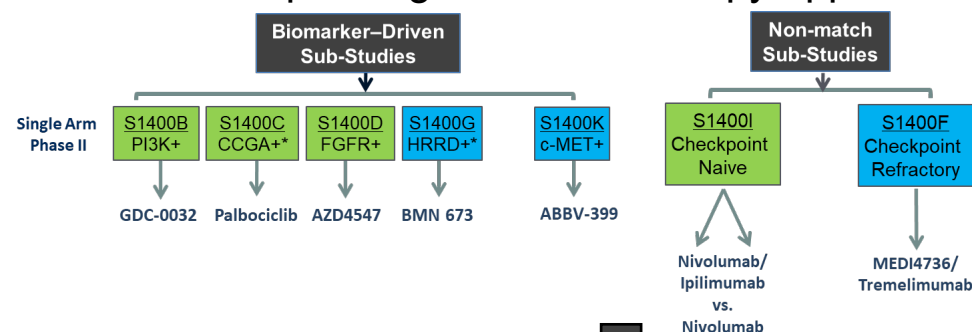 Biomarker–Driven
Sub-Studies
Non-match
Sub-Studies
Single Arm
Phase II
S1400B
PI3K+
S1400C
CCGA+*
S1400D
FGFR+
S1400G
HRRD+*
S1400K
c-MET+
S1400I
Checkpoint
Naive
S1400F
Checkpoint
Refractory
GDC-0032
Palbociclib
AZD4547
BMN 673
ABBV-399
Nivolumab/
Ipilimumab
vs.
Nivolumab
MEDI4736/
Tremelimumab